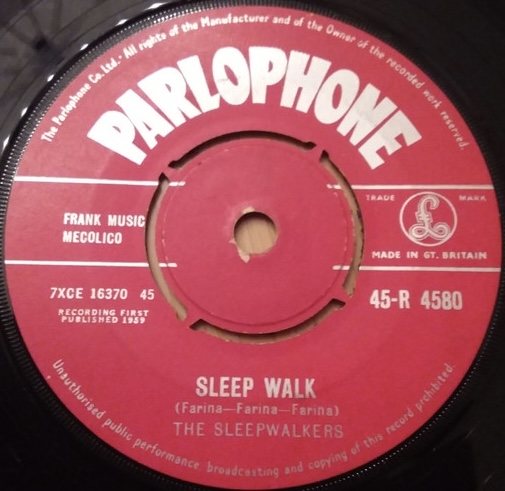 The Parlophone Co. Ltd. · All rights of the Manufacturer and of the Owner of the recorded work reserved.
PARLOPHONE
FRANK MUSIC
MECOLICO
TRADE MARK
£
MADE IN GT. BRITAIN
7XCE 16370 45
45-R 4580
RECORDING FIRST
PUBLISHED 1959
SLEEP WALK
(Farina—Farina—Farina)
THE SLEEPWALKERS
Unauthorised public performance, broadcasting and copying of this record prohibited.